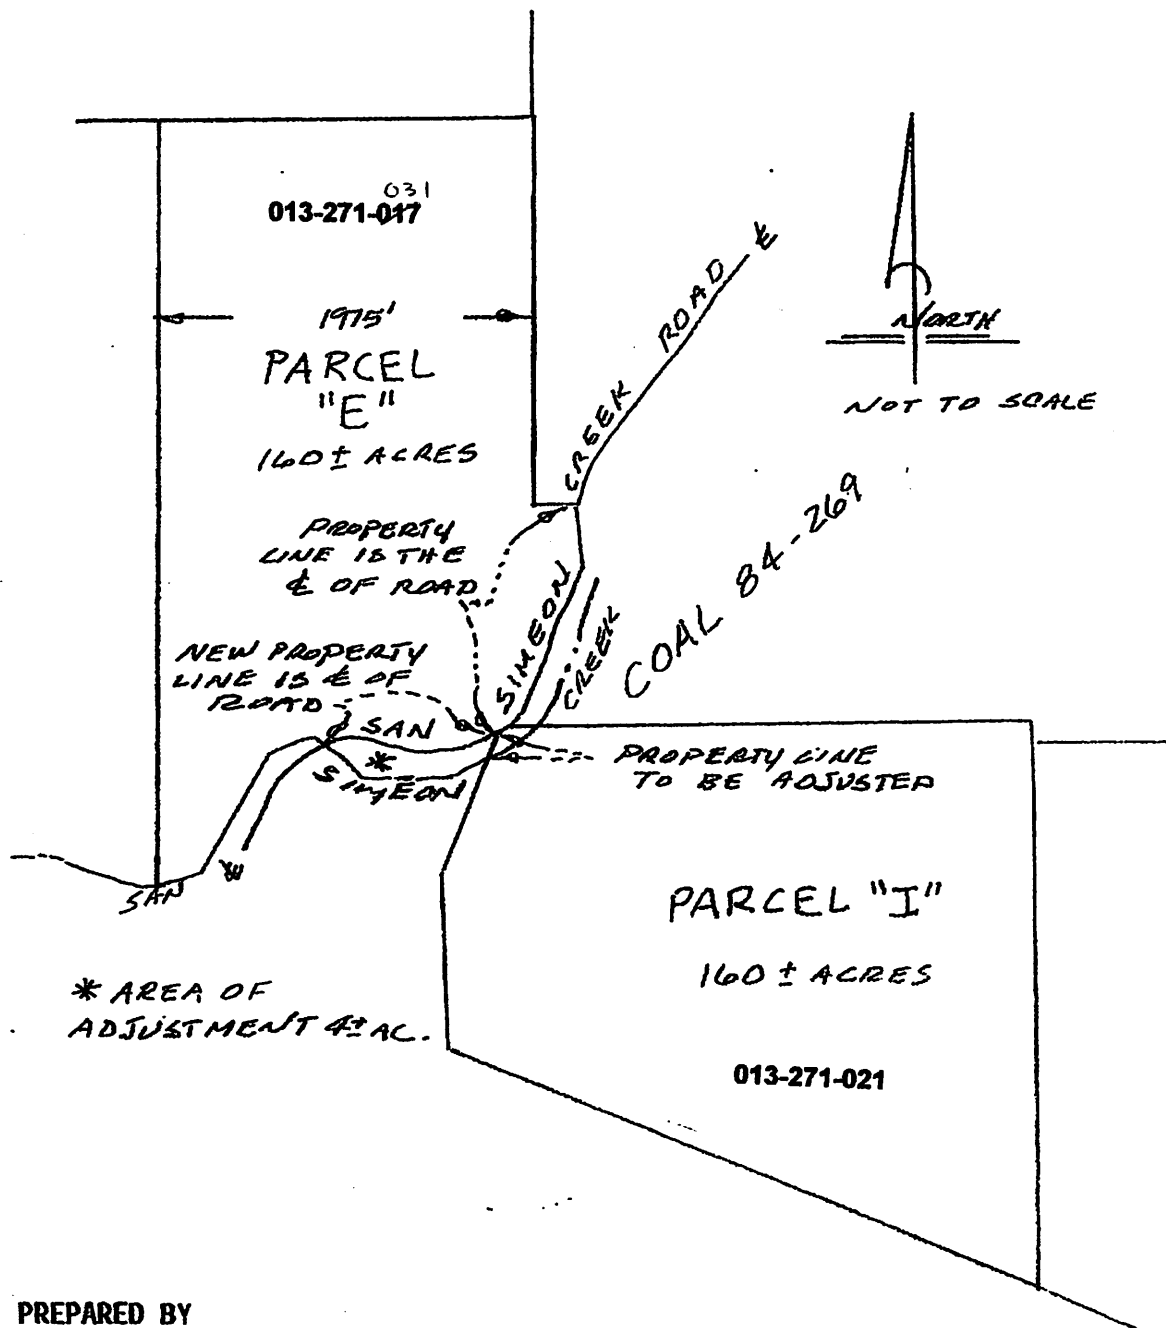 031
013-271-017
1975'
PARCEL
"E"
160± ACRES
CREEK ROAD
NORTH
NOT TO SCALE
COAL 84-269
PROPERTY
LINE IS THE
℄ OF ROAD
SIMEON
CREEK
NEW PROPERTY
LINE IS ℄ OF
ROAD
SAN
*
SIMEON
PROPERTY LINE
TO BE ADJUSTED
SAN
PARCEL "I"
160 ± ACRES
* AREA OF
ADJUSTMENT 4± AC.
013-271-021
PREPARED BY